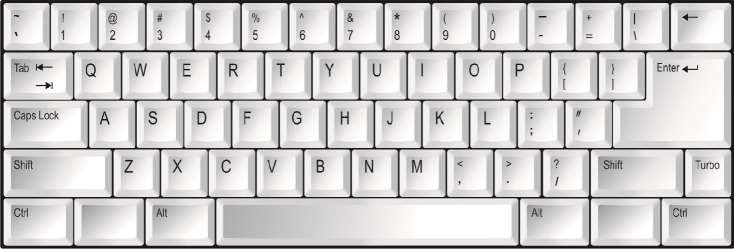 ~ ! @ # $ % ^ & * ( ) — + |
` 1 2 3 4 5 6 7 8 9 0 - = \ ←
Tab Q W E R T Y U I O P { } Enter
[ ]
Caps Lock A S D F G H J K L : "
; '
Shift Z X C V B N M < > ? Shift Turbo
, . /
Ctrl Alt Alt Ctrl